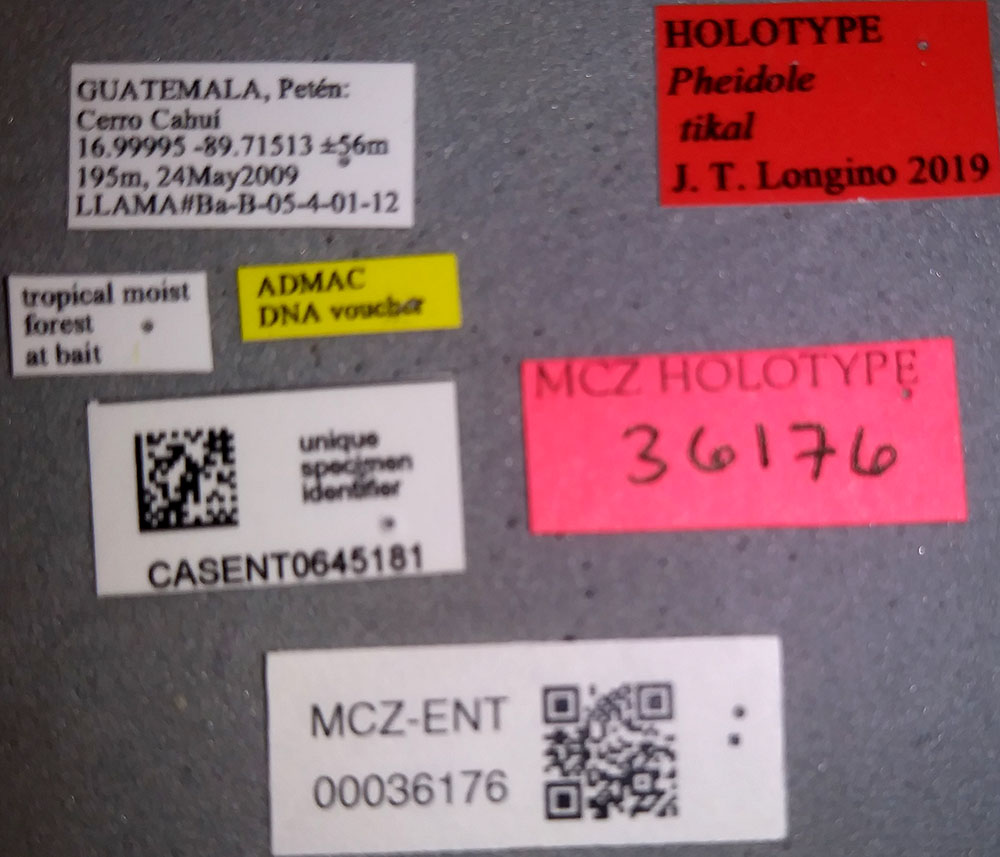 GUATEMALA, Petén:
Cerro Cahuí
16.99995 -89.71513 ±56m
195m, 24May2009
LLAMA#Ba-B-05-4-01-12
HOLOTYPE
Pheidole
tikal
J. T. Longino 2019
tropical moist
forest
at bait
ADMAC
DNA voucher
MCZ HOLOTYPE
36176
unique
specimen
identifier
CASENT0645181
MCZ-ENT
00036176